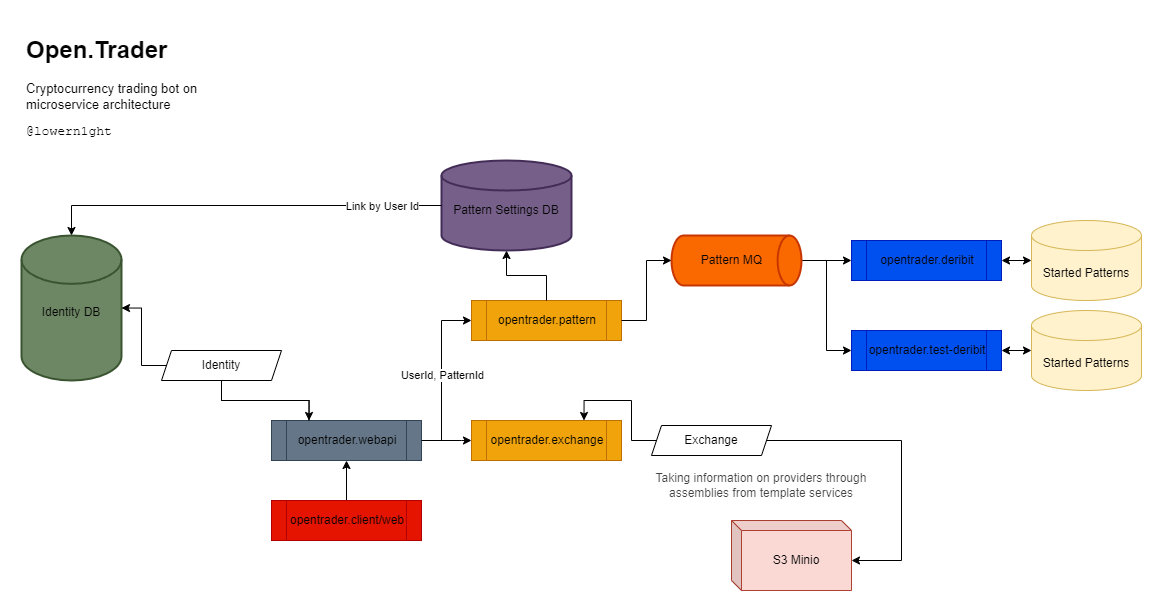 Open.Trader
Cryptocurrency trading bot on
microservice architecture
@lowern1ght
Link by User Id
Pattern Settings DB
Identity DB
Pattern MQ
opentrader.deribit
Started Patterns
opentrader.pattern
opentrader.test-deribit
Started Patterns
Identity
UserId, PatternId
opentrader.webapi
opentrader.exchange
Exchange
Taking information on providers through
assemblies from template services
opentrader.client/web
S3 Minio